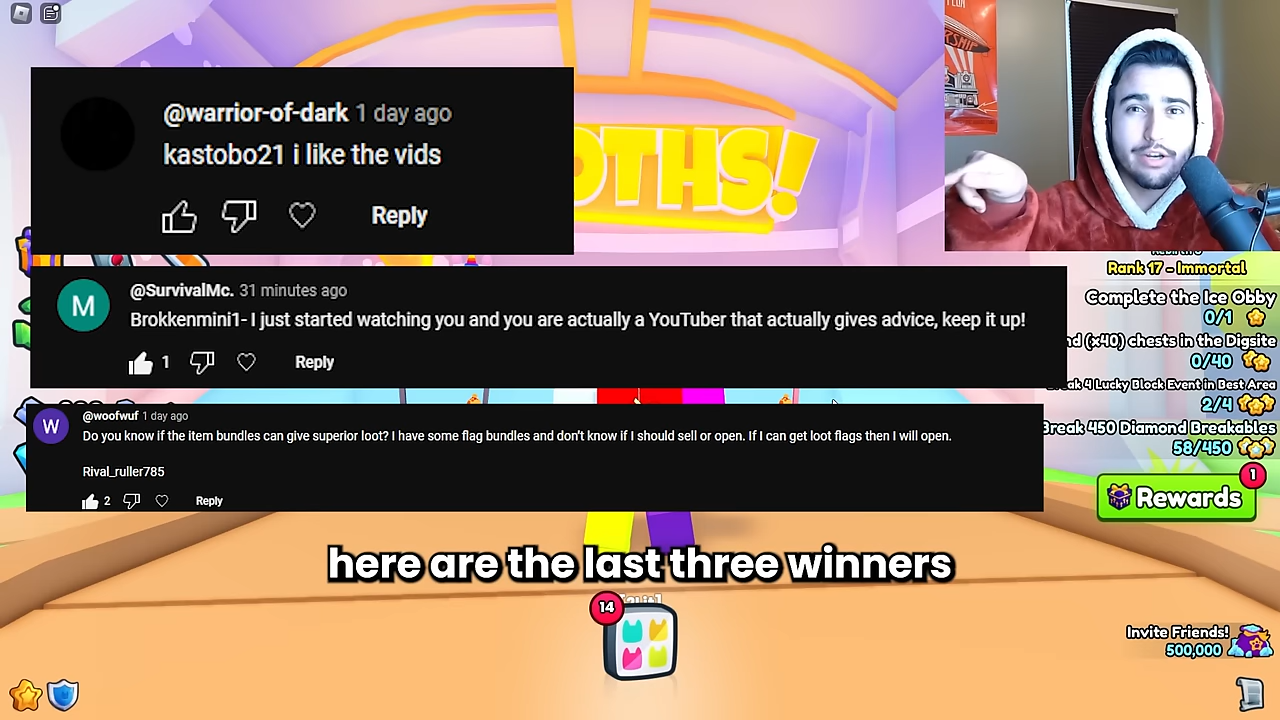 @warrior-of-dark 1 day ago
kastobo21 i like the vids
Reply
OTHS!
Rank 17 - Immortal
Complete the Ice Obby
0/1
@SurvivalMc. 31 minutes ago
M
Brokkenmini1- I just started watching you and you are actually a YouTuber that actually gives advice, keep it up!
1
Reply
nd (x40) chests in the Digsite
0/40
eak 4 Lucky Block Event in Best Area
2/4
@woofwuf 1 day ago
W
Do you know if the item bundles can give superior loot? I have some flag bundles and don't know if I should sell or open. If I can get loot flags then I will open.
Rival_ruller785
2
Reply
Break 450 Diamond Breakables
58/450
1
Rewards
here are the last three winners
14
Invite Friends!
500,000